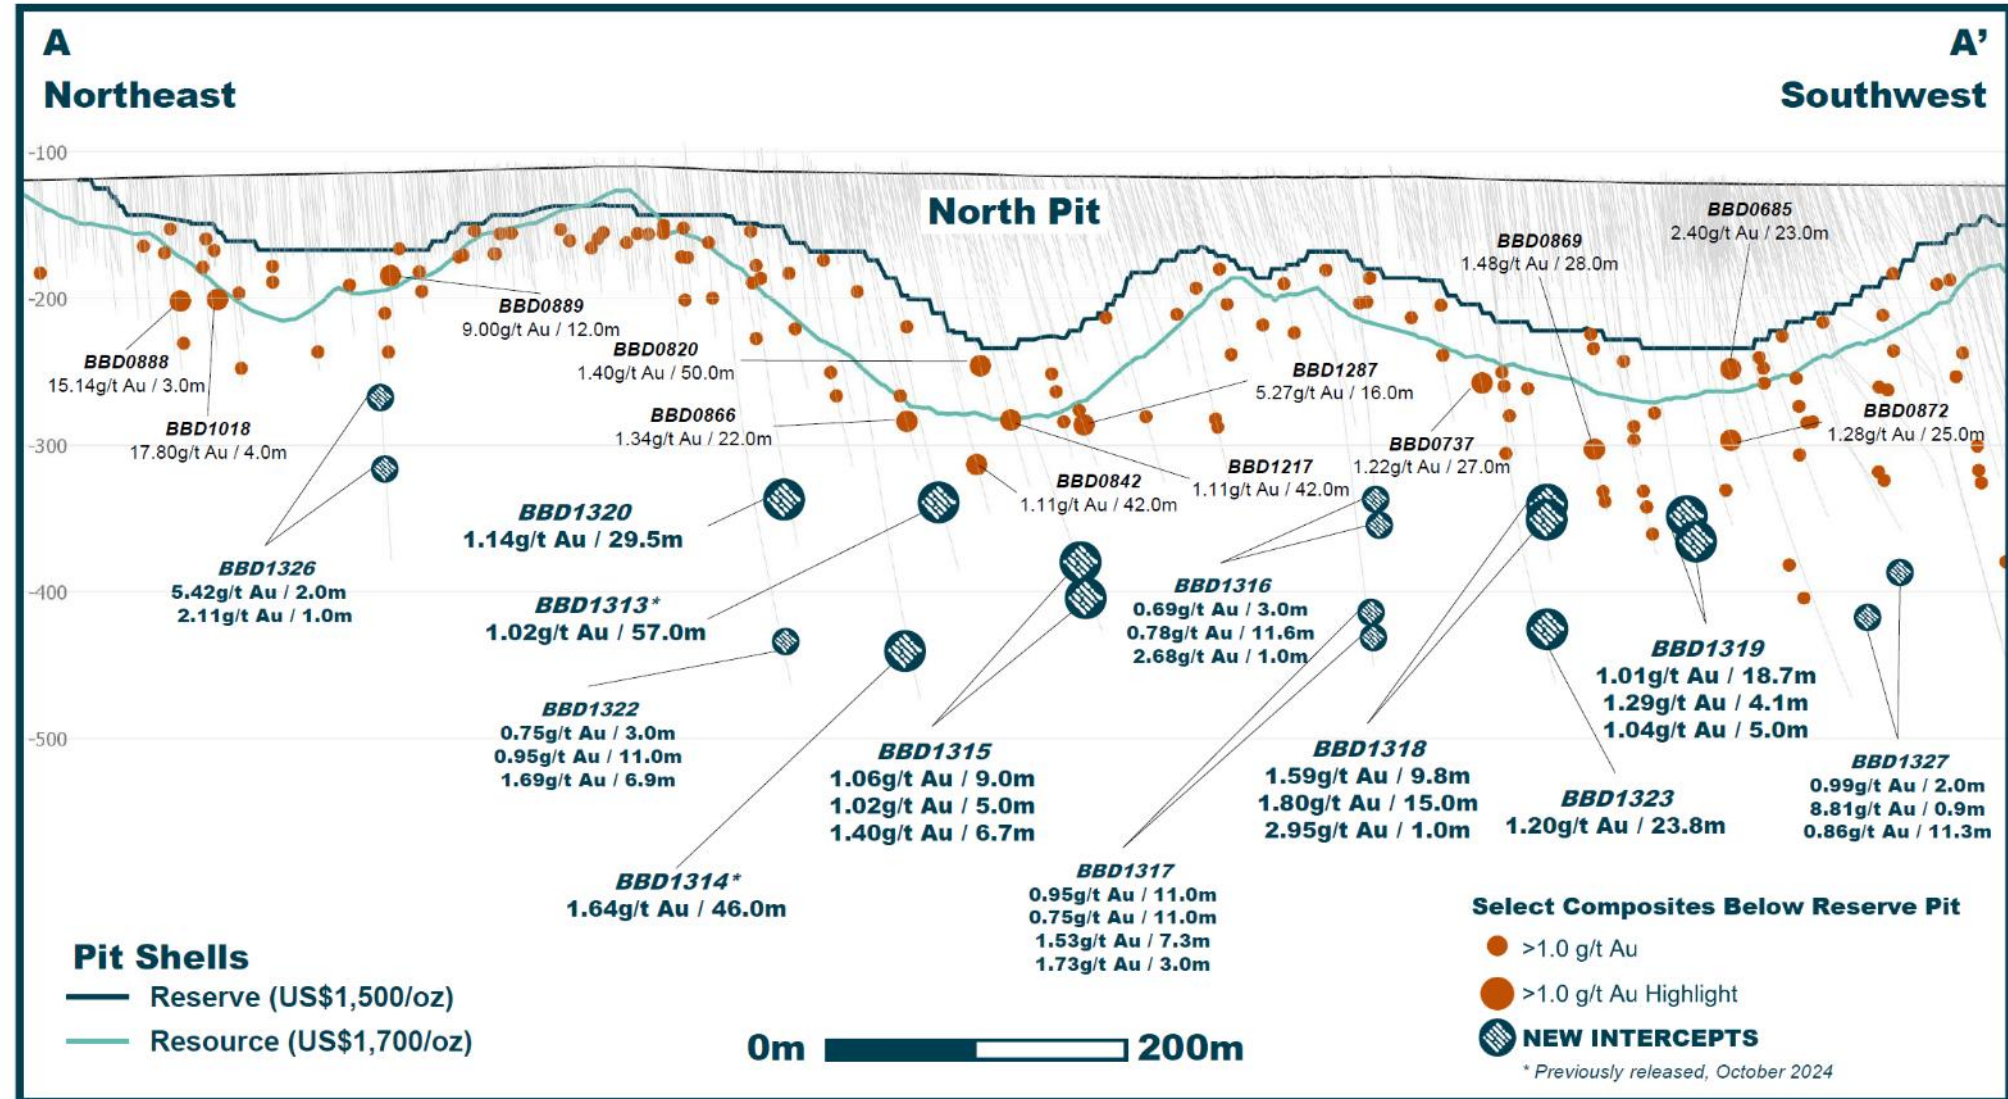 A
Northeast
A’
Southwest
-100
-200
-300
-400
-500
North Pit
BBD0685
2.40g/t Au / 23.0m
BBD0869
1.48g/t Au / 28.0m
BBD0889
9.00g/t Au / 12.0m
BBD0888
15.14g/t Au / 3.0m
BBD1018
17.80g/t Au / 4.0m
BBD0820
1.40g/t Au / 50.0m
BBD0866
1.34g/t Au / 22.0m
BBD1287
5.27g/t Au / 16.0m
BBD0872
1.28g/t Au / 25.0m
BBD0737
1.22g/t Au / 27.0m
BBD1217
1.11g/t Au / 42.0m
BBD0842
1.11g/t Au / 42.0m
BBD1320
1.14g/t Au / 29.5m
BBD1326
5.42g/t Au / 2.0m
2.11g/t Au / 1.0m
BBD1313*
1.02g/t Au / 57.0m
BBD1316
0.69g/t Au / 3.0m
0.78g/t Au / 11.6m
2.68g/t Au / 1.0m
BBD1319
1.01g/t Au / 18.7m
1.29g/t Au / 4.1m
1.04g/t Au / 5.0m
BBD1322
0.75g/t Au / 3.0m
0.95g/t Au / 11.0m
1.69g/t Au / 6.9m
BBD1315
1.06g/t Au / 9.0m
1.02g/t Au / 5.0m
1.40g/t Au / 6.7m
BBD1318
1.59g/t Au / 9.8m
1.80g/t Au / 15.0m
2.95g/t Au / 1.0m
BBD1323
1.20g/t Au / 23.8m
BBD1327
0.99g/t Au / 2.0m
8.81g/t Au / 0.9m
0.86g/t Au / 11.3m
BBD1314*
1.64g/t Au / 46.0m
BBD1317
0.95g/t Au / 11.0m
0.75g/t Au / 11.0m
1.53g/t Au / 7.3m
1.73g/t Au / 3.0m
Pit Shells
Reserve (US$1,500/oz)
Resource (US$1,700/oz)
0m
200m
Select Composites Below Reserve Pit
>1.0 g/t Au
>1.0 g/t Au Highlight
NEW INTERCEPTS
* Previously released, October 2024